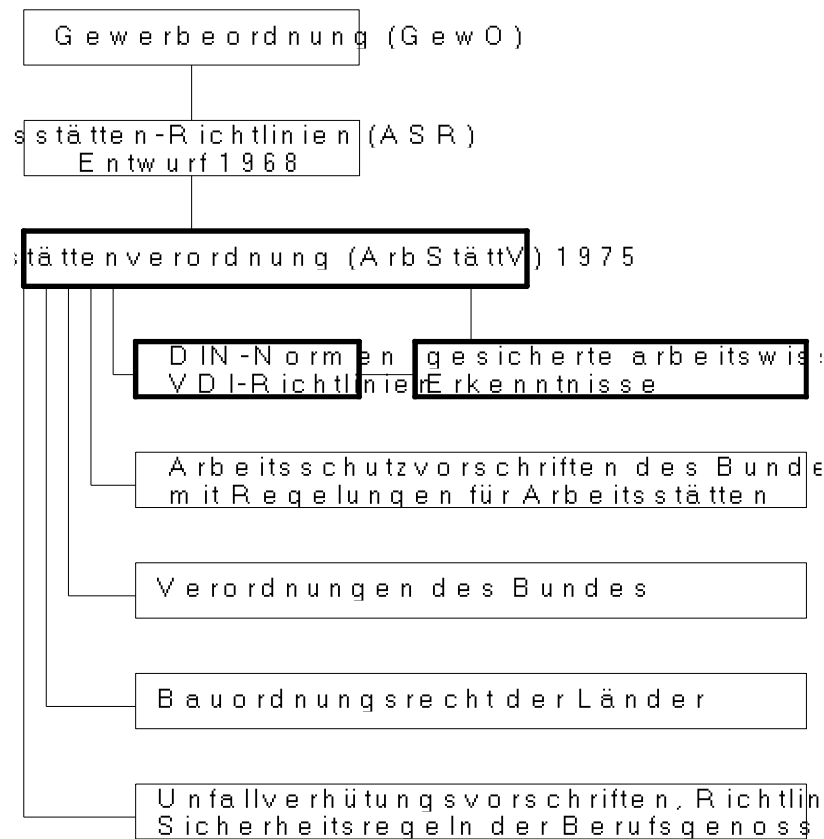 Gewerbeordnung (GewO)
sstätten-Richtlinien (ASR)
Entwurf 1968
stättenverordnung (ArbStättV) 1975
DIN-Normen
VDI-Richtlinien
gesicherte arbeitswiss
Erkenntnisse
Arbeitsschutzvorschriften des Bunde
mit Regelungen für Arbeitsstätten
Verordnungen des Bundes
Bauordnungsrecht der Länder
Unfallverhütungsvorschriften, Richtlin
Sicherheitsregeln der Berufsgenoss